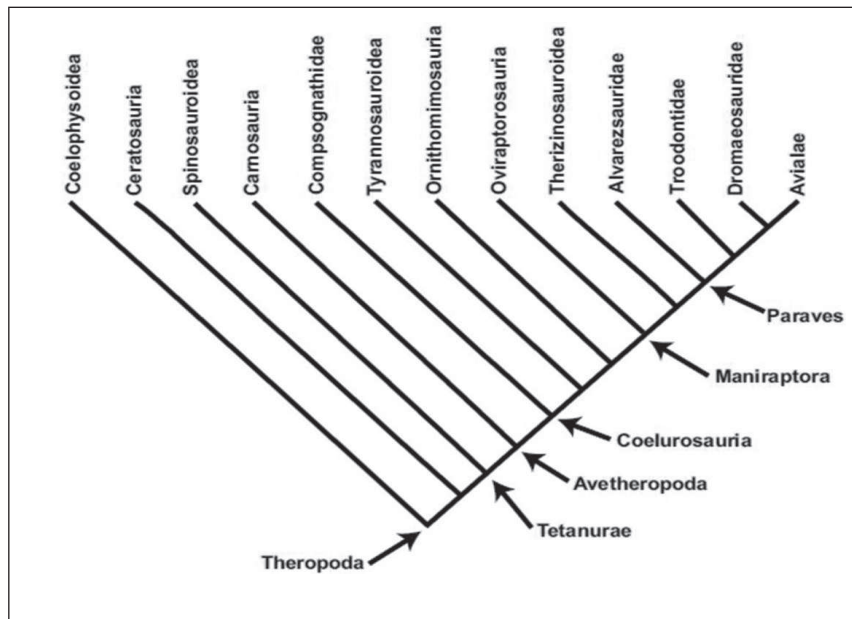 Coelophysoidea
Ceratosauria
Spinosauroidea
Carnosauria
Compsognathidae
Tyrannosauroidea
Ornithomimosauria
Oviraptorosauria
Therizinosauroidea
Alvarezsauridae
Troodontidae
Dromaeosauridae
Avialae
Paraves
Maniraptora
Coelurosauria
Avetheropoda
Tetanurae
Theropoda